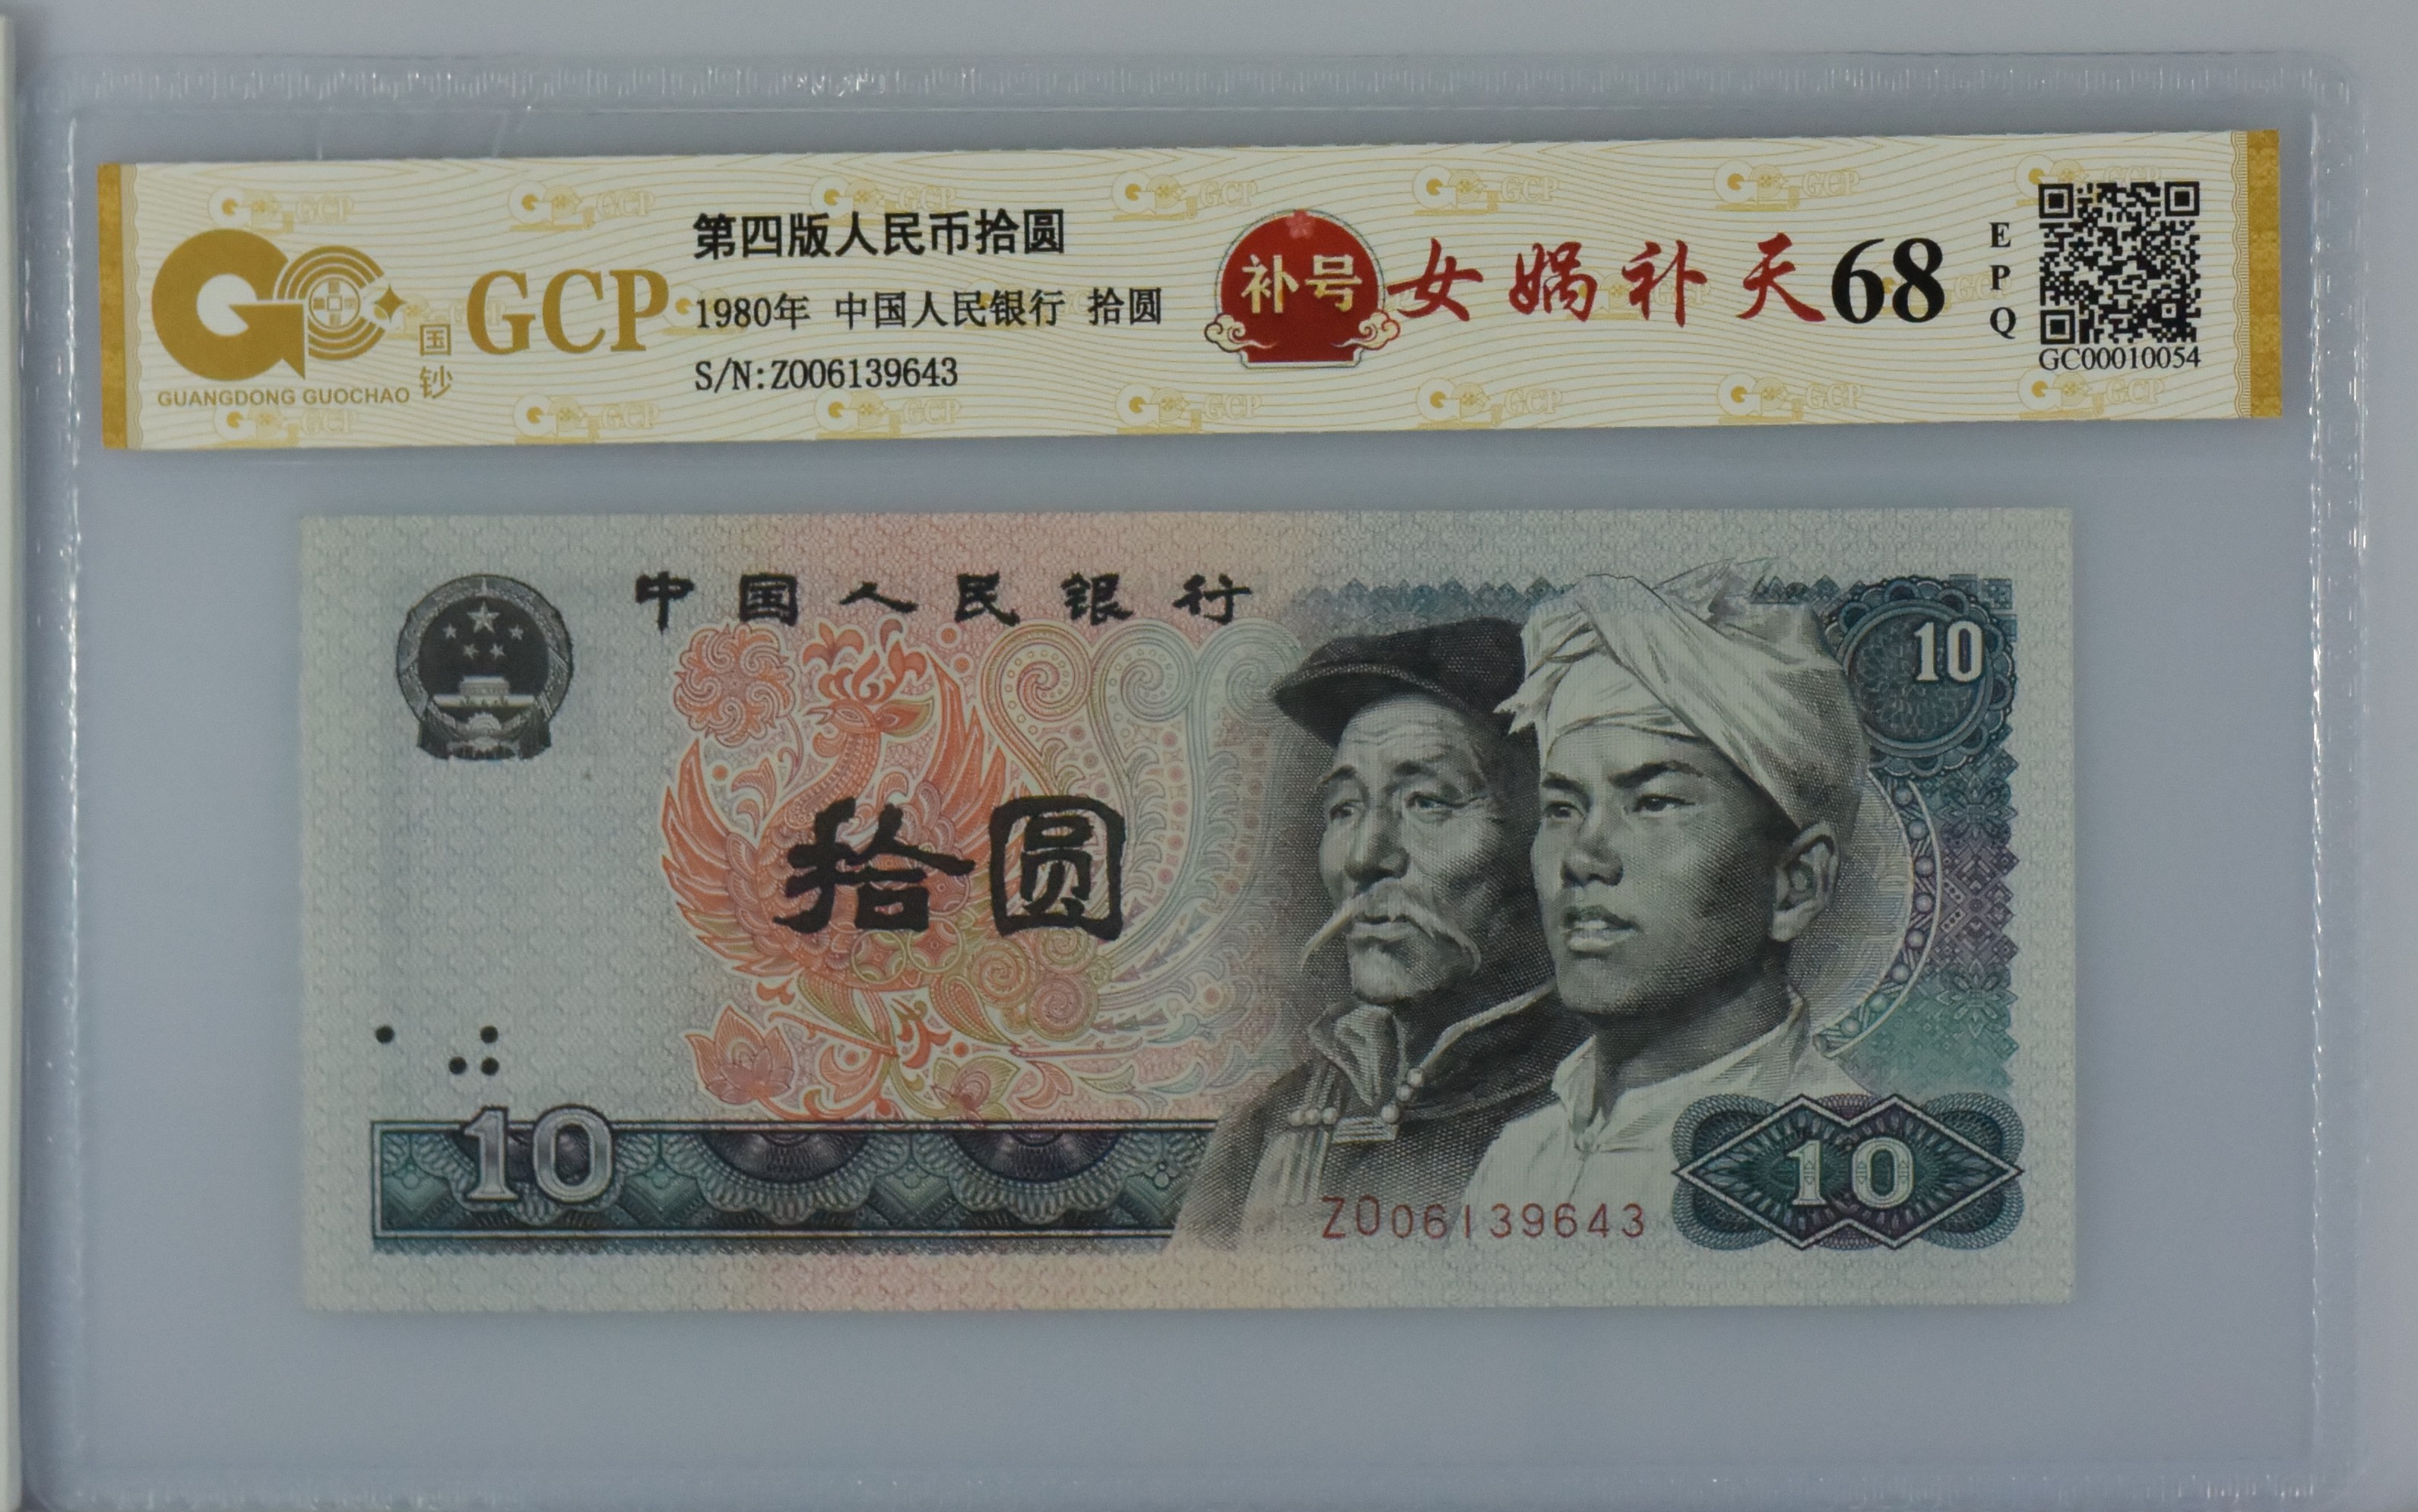 第四版人民币拾圆
GCP
1980年 中国人民银行 拾圆
S/N:ZO06139643
GUANGDONG GUOCHAO
国钞
补号
女娲补天
68
EPQ
GC00010054
中国人民银行
10
拾圆
10
ZO06139643
10